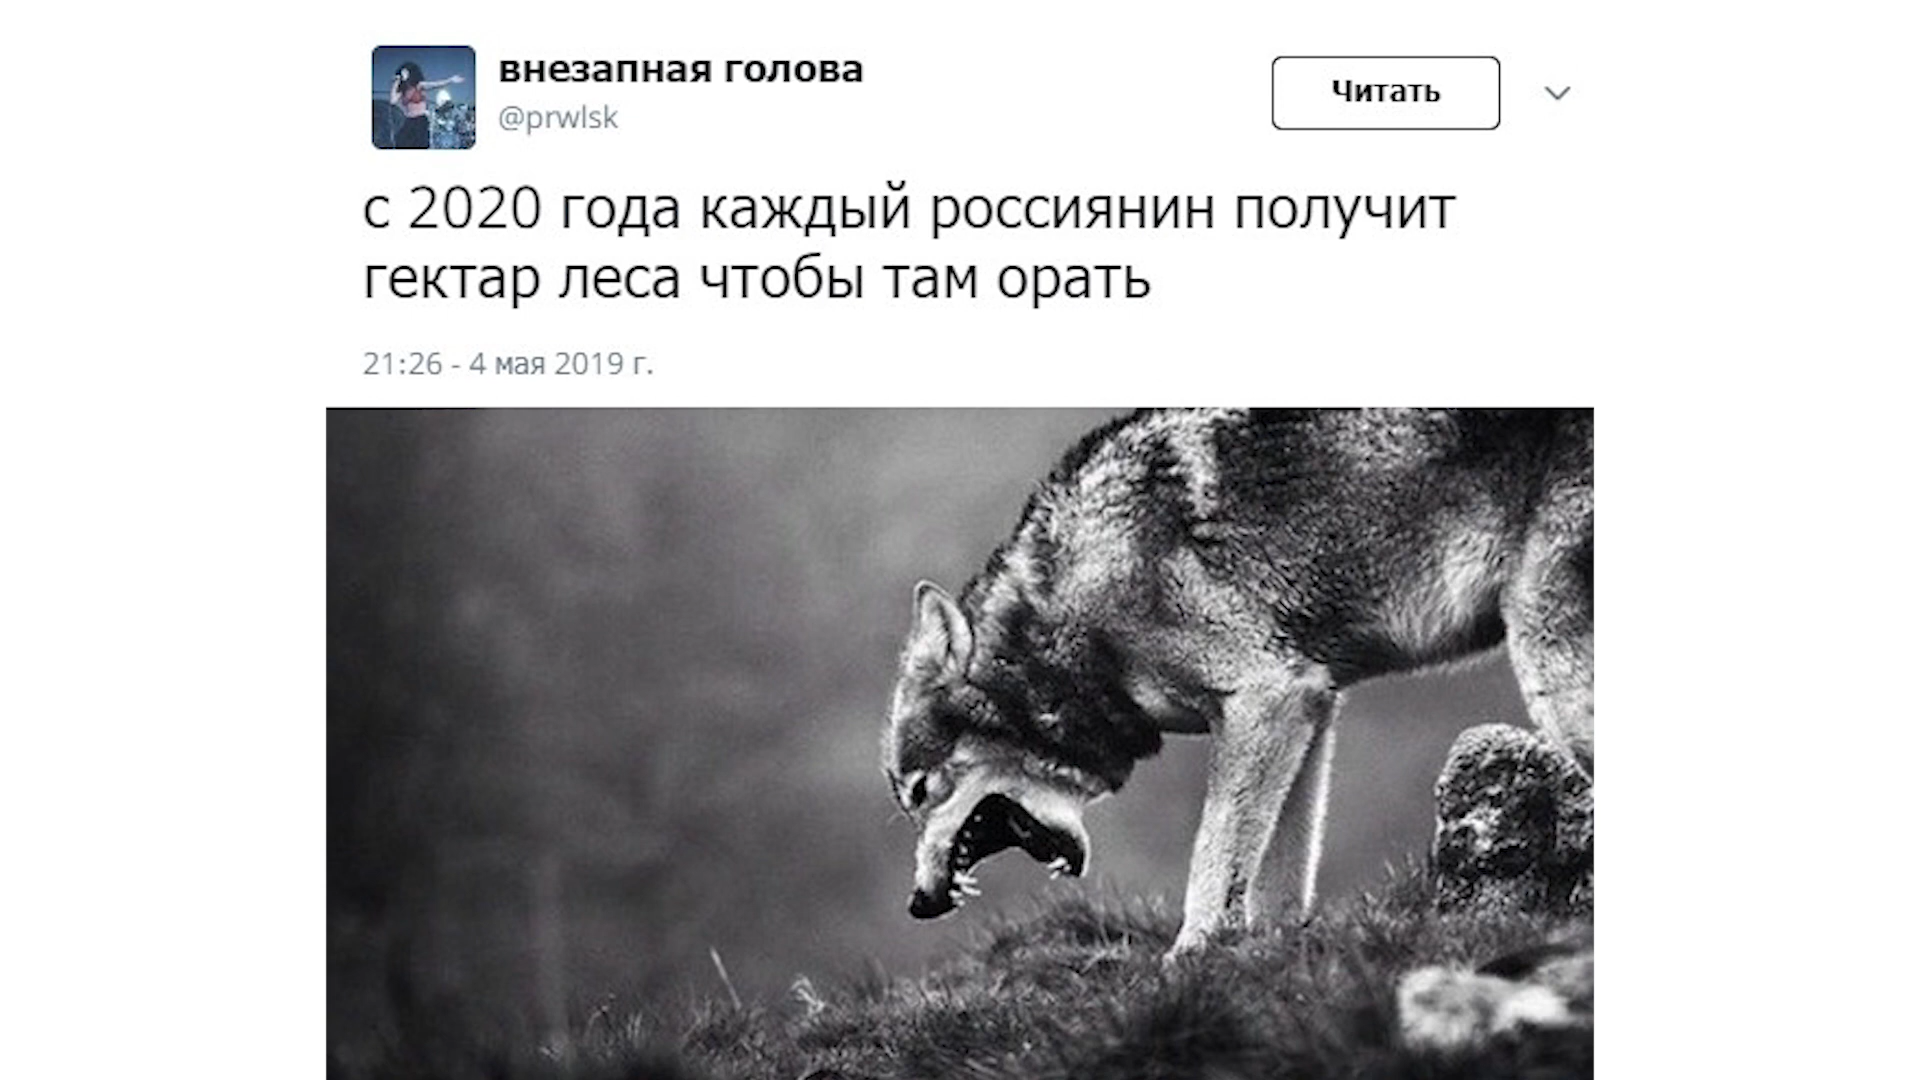 внезапная голова
@prwlsk
Читать
с 2020 года каждый россиянин получит
гектар леса чтобы там орать
21:26 - 4 мая 2019 г.